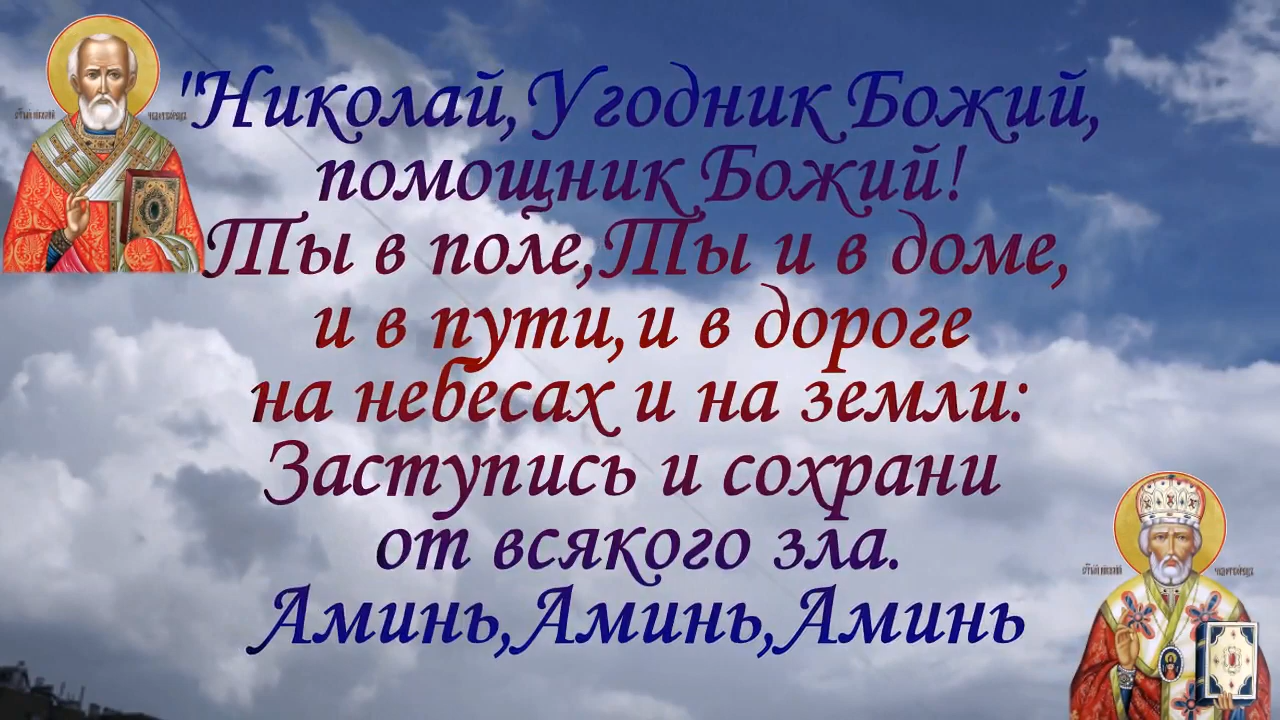 "Николай,Угодник Божий,
помощник Божий!
Ты в поле,Ты и в доме,
и в пути,и в дороге
на небесах и на земли:
Заступись и сохрани
от всякого зла.
Аминь,Аминь,Аминь